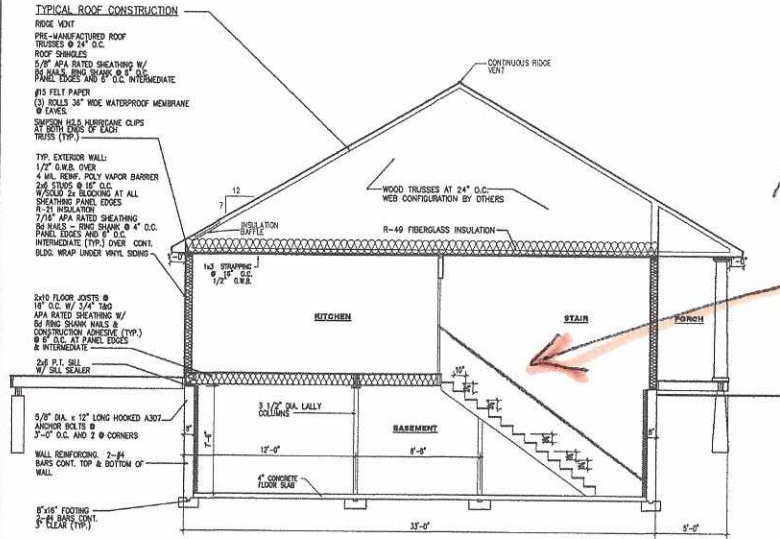 TYPICAL ROOF CONSTRUCTION
RIDGE VENT
PRE-MANUFACTURED ROOF
TRUSSES @ 24" O.C.
ROOF SHINGLES
5/8" APA RATED SHEATHING W/
8d NAILS, RING SHANK @ 6" O.C.
PANEL EDGES AND 6" O.C. INTERMEDIATE
#15 FELT PAPER
(3) ROLLS 36" WIDE WATERPROOF MEMBRANE
@ EAVES.
SIMPSON H2.5 HURRICANE CLIPS
AT BOTH ENDS OF EACH
TRUSS (TYP.)
TYP. EXTERIOR WALL:
1/2" G.W.B. OVER
4 MIL. REINF. POLY VAPOR BARRIER
2x6 STUDS @ 16" O.C.
W/SOLID 2x BLOCKING AT ALL
SHEATHING PANEL EDGES
R-21 INSULATION
7/16" APA RATED SHEATHING
8d NAILS - RING SHANK @ 4" O.C.
PANEL EDGES AND 6" O.C.
INTERMEDIATE (TYP.) OVER CONT.
BLDG. WRAP UNDER VINYL SIDING
2x10 FLOOR JOISTS @
16" O.C. W/ 3/4" T&G
APA RATED SHEATHING W/
8d RING SHANK NAILS &
CONSTRUCTION ADHESIVE (TYP.)
@ 6" O.C. AT PANEL EDGES
& INTERMEDIATE
2x6 P.T. SILL
W/ SILL SEALER
5/8" DIA. x 12" LONG HOOKED A307
ANCHOR BOLTS @
3'-0" O.C. AND 2 @ CORNERS
WALL REINFORCING. 2-#4
BARS CONT. TOP & BOTTOM OF
WALL
8"x16" FOOTING
2-#4 BARS CONT.
3" CLEAR (TYP.)
CONTINUOUS RIDGE
VENT
12
7
WOOD TRUSSES AT 24" O.C.
WEB CONFIGURATION BY OTHERS
INSULATION
BAFFLE
R-49 FIBERGLASS INSULATION
1'-0"
1'-0"
1x3 STRAPPING
@ 16" O.C.
1/2" G.W.B.
KITCHEN
STAIR
PORCH
10"
3 1/2" DIA. LALLY
COLUMNS
BASEMENT
8"
8"
12'-0"
8'-8"
4" CONCRETE
FLOOR SLAB
33'-0"
5'-0"